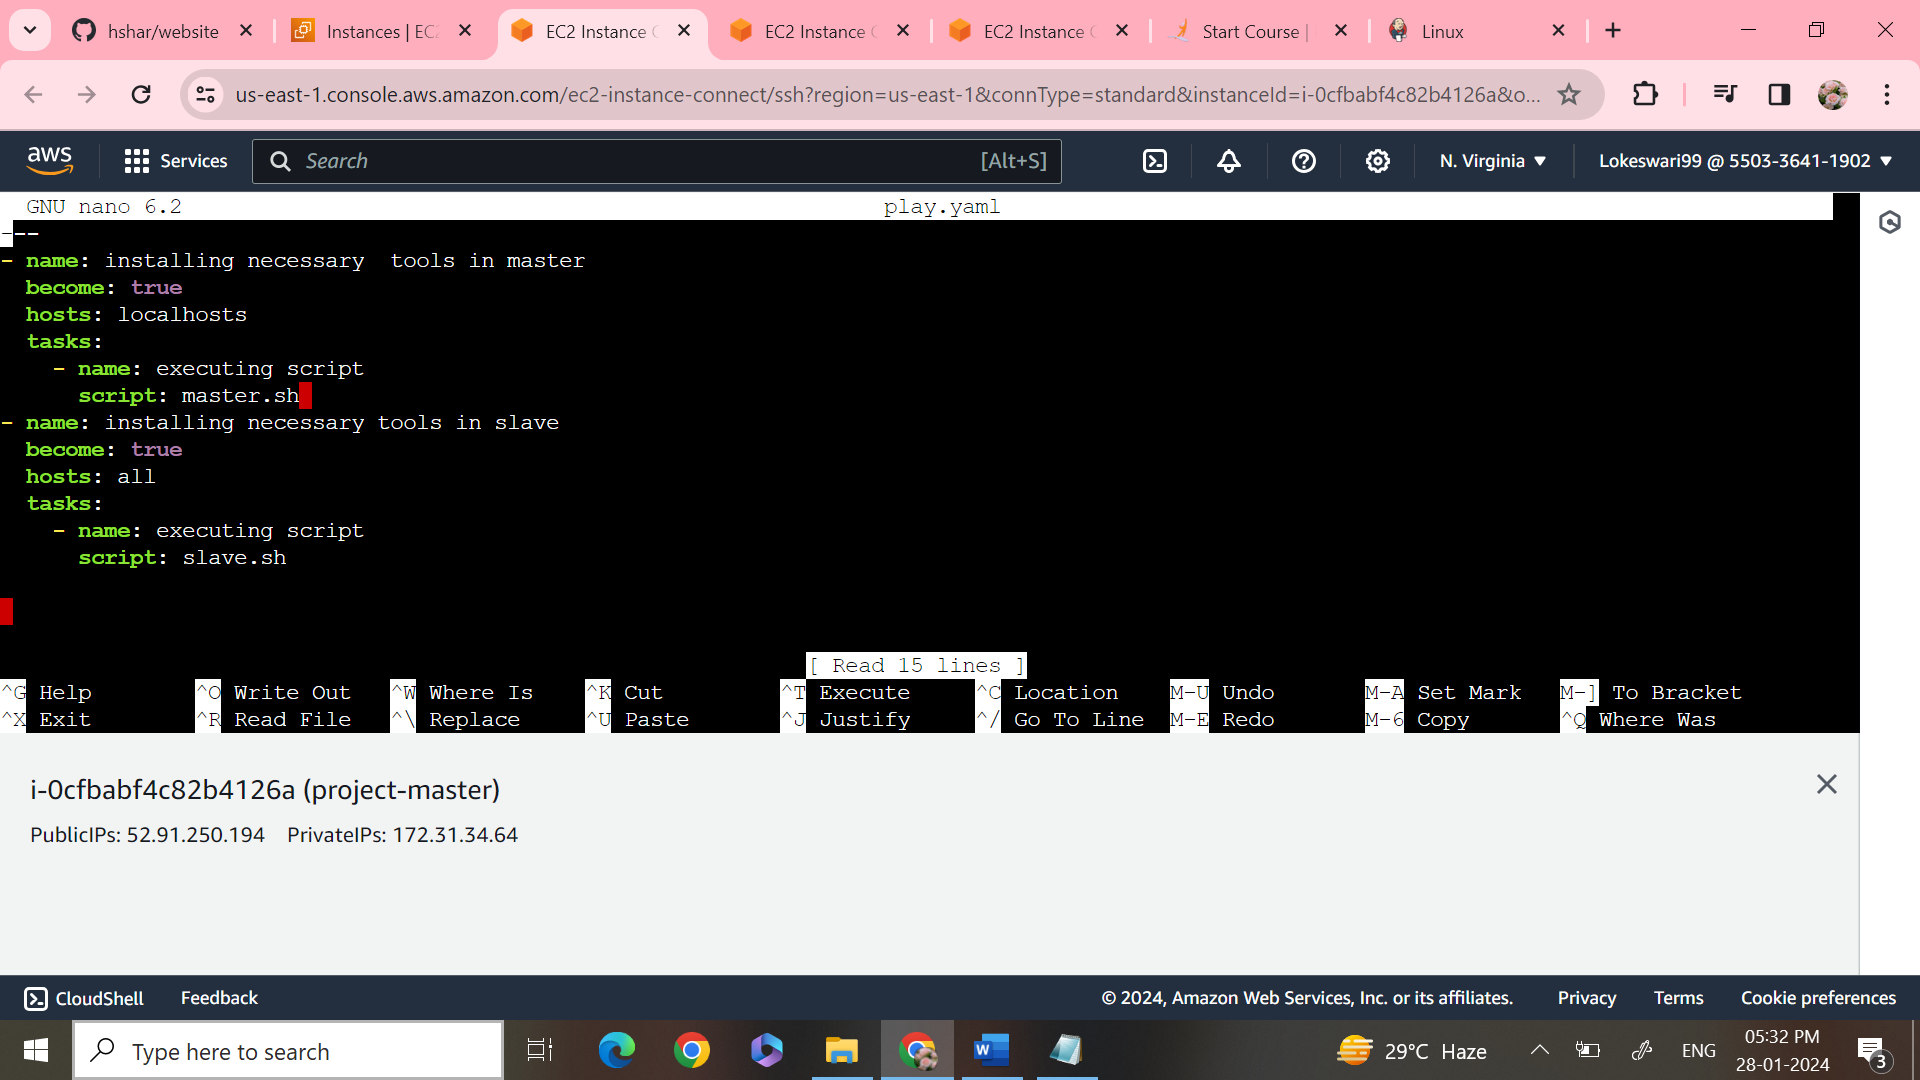 hshar/website
Instances | EC
EC2 Instance C
EC2 Instance C
EC2 Instance C
Start Course |
Linux
us-east-1.console.aws.amazon.com/ec2-instance-connect/ssh?region=us-east-1&connType=standard&instanceId=i-0cfbabf4c82b4126a&o...
aws
Services
Search
[Alt+S]
N. Virginia
Lokeswari99 @ 5503-3641-1902
GNU nano 6.2 play.yaml
---
- name: installing necessary  tools in master
become: true
hosts: localhosts
tasks:
- name: executing script
script: master.sh
- name: installing necessary tools in slave
become: true
hosts: all
tasks:
- name: executing script
script: slave.sh
[ Read 15 lines ]
^G Help ^O Write Out ^W Where Is ^K Cut ^T Execute ^C Location M-U Undo M-A Set Mark M-] To Bracket
^X Exit ^R Read File ^\ Replace ^U Paste ^J Justify ^/ Go To Line M-E Redo M-6 Copy ^Q Where Was
i-0cfbabf4c82b4126a (project-master)
PublicIPs: 52.91.250.194 PrivateIPs: 172.31.34.64
CloudShell
Feedback
© 2024, Amazon Web Services, Inc. or its affiliates.
Privacy
Terms
Cookie preferences
Type here to search
W
29°C Haze
ENG
05:32 PM
28-01-2024
3